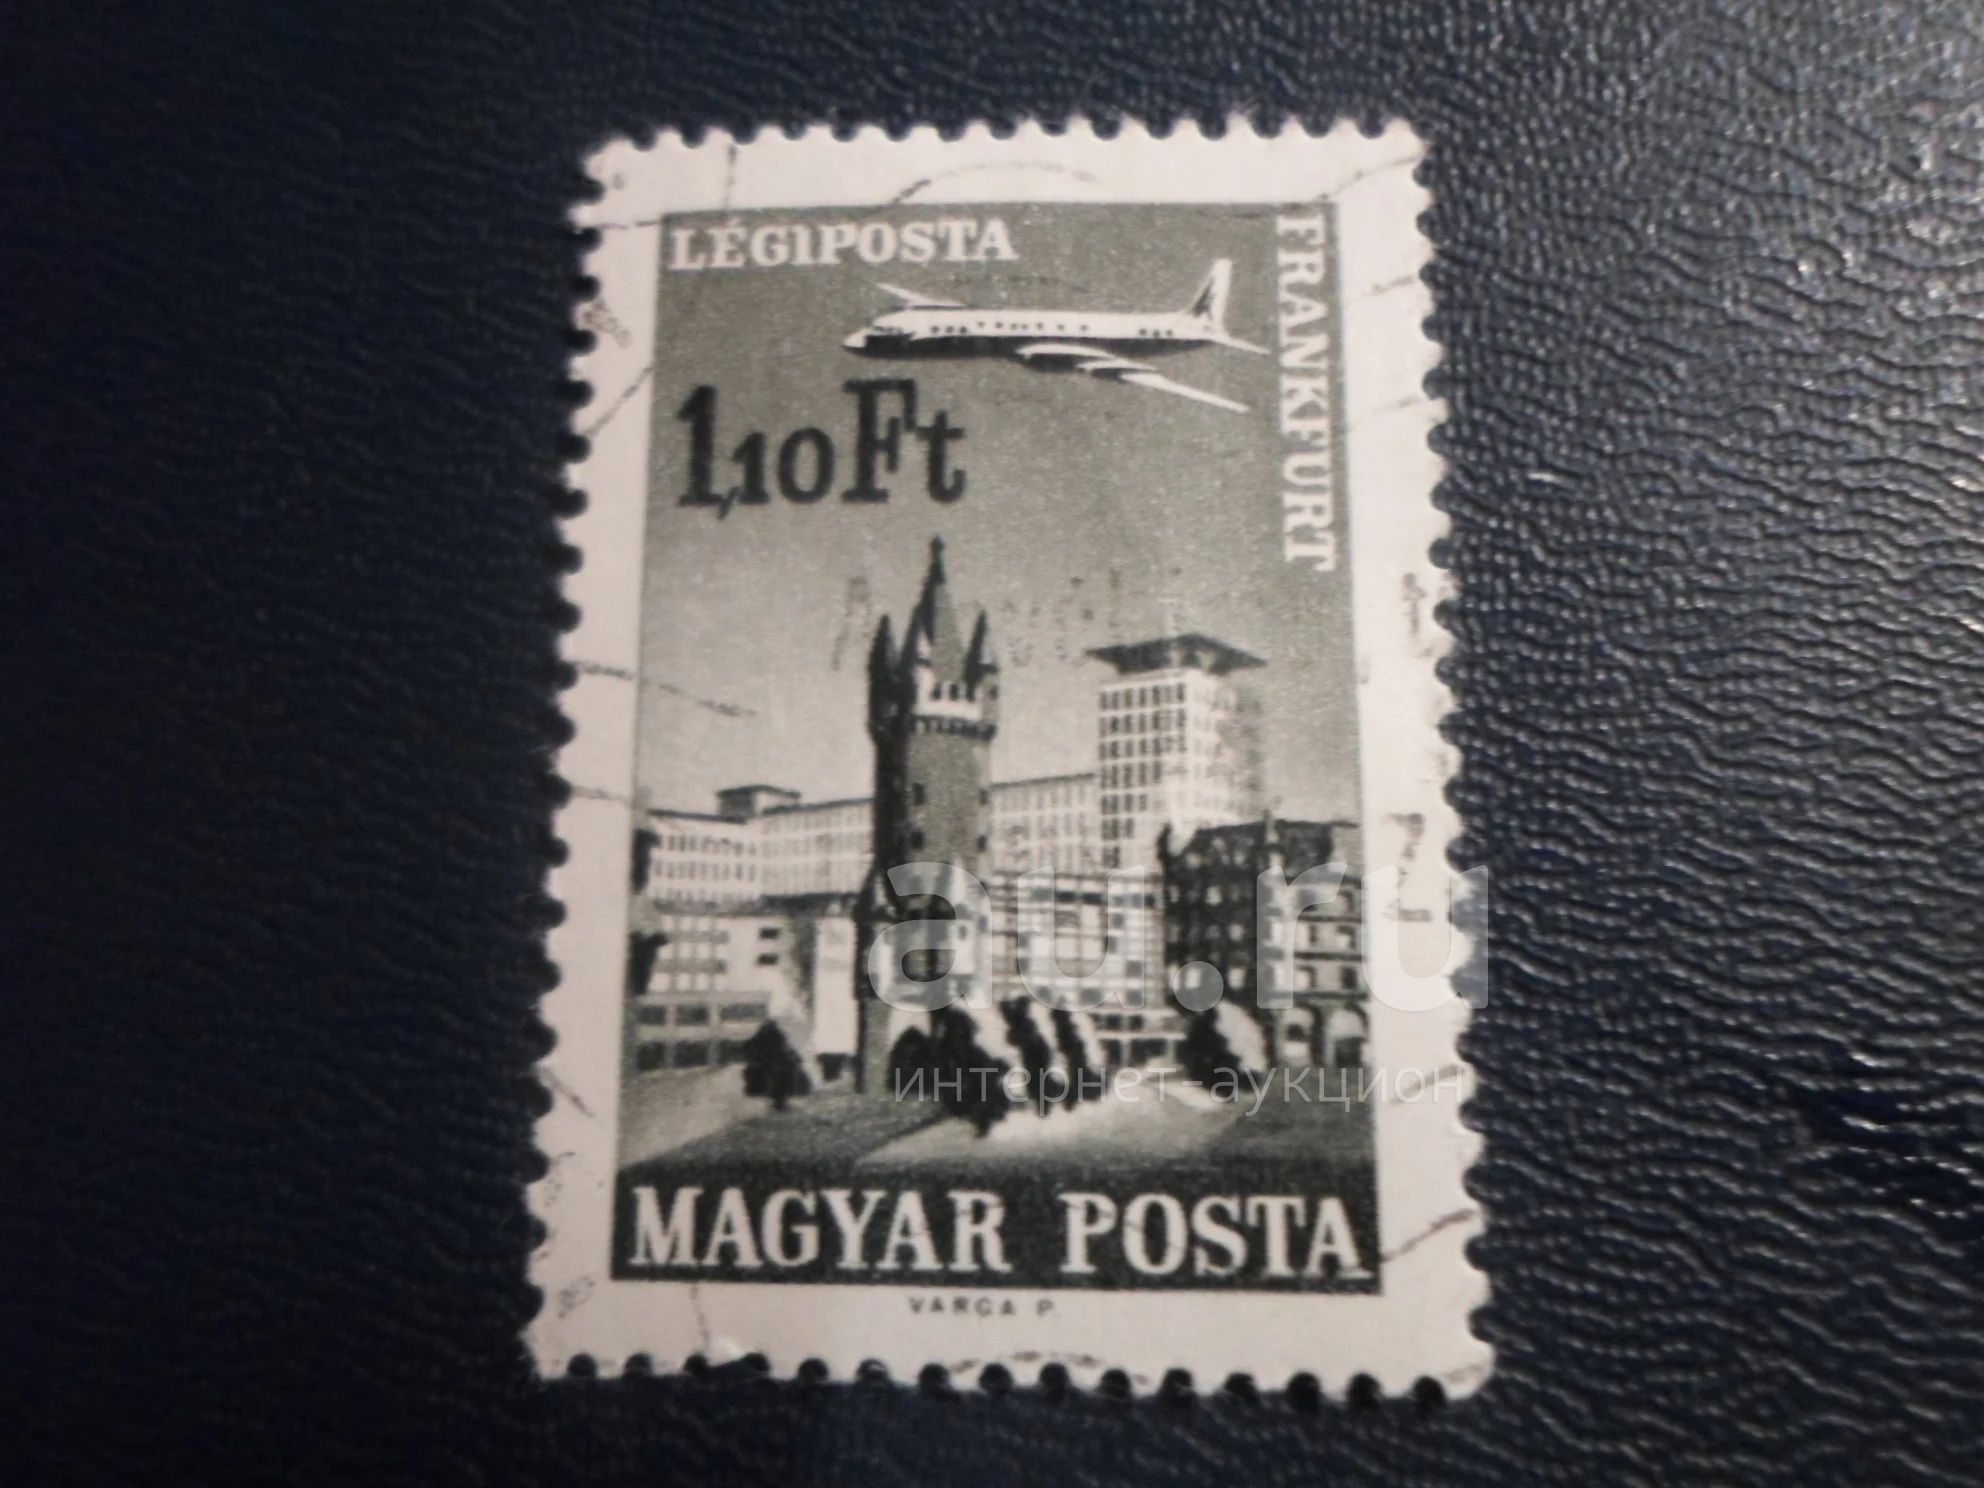 LÉGIPOSTA
FRANKFURT
1,10 Ft
au.ru
интернет-аукцион
MAGYAR POSTA
VARGA P.